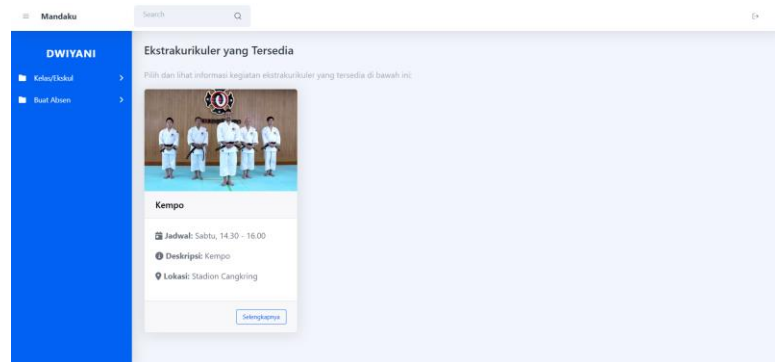 Mandaku
Search
DWIYANI
Kelas/Ekskul
Buat Absen
Ekstrakurikuler yang Tersedia
Pilih dan lihat informasi kegiatan ekstrakurikuler yang tersedia di bawah ini:
Kempo
Jadwal: Sabtu, 14.30 - 16.00
Deskripsi: Kempo
Lokasi: Stadion Cangkring
Selengkapnya